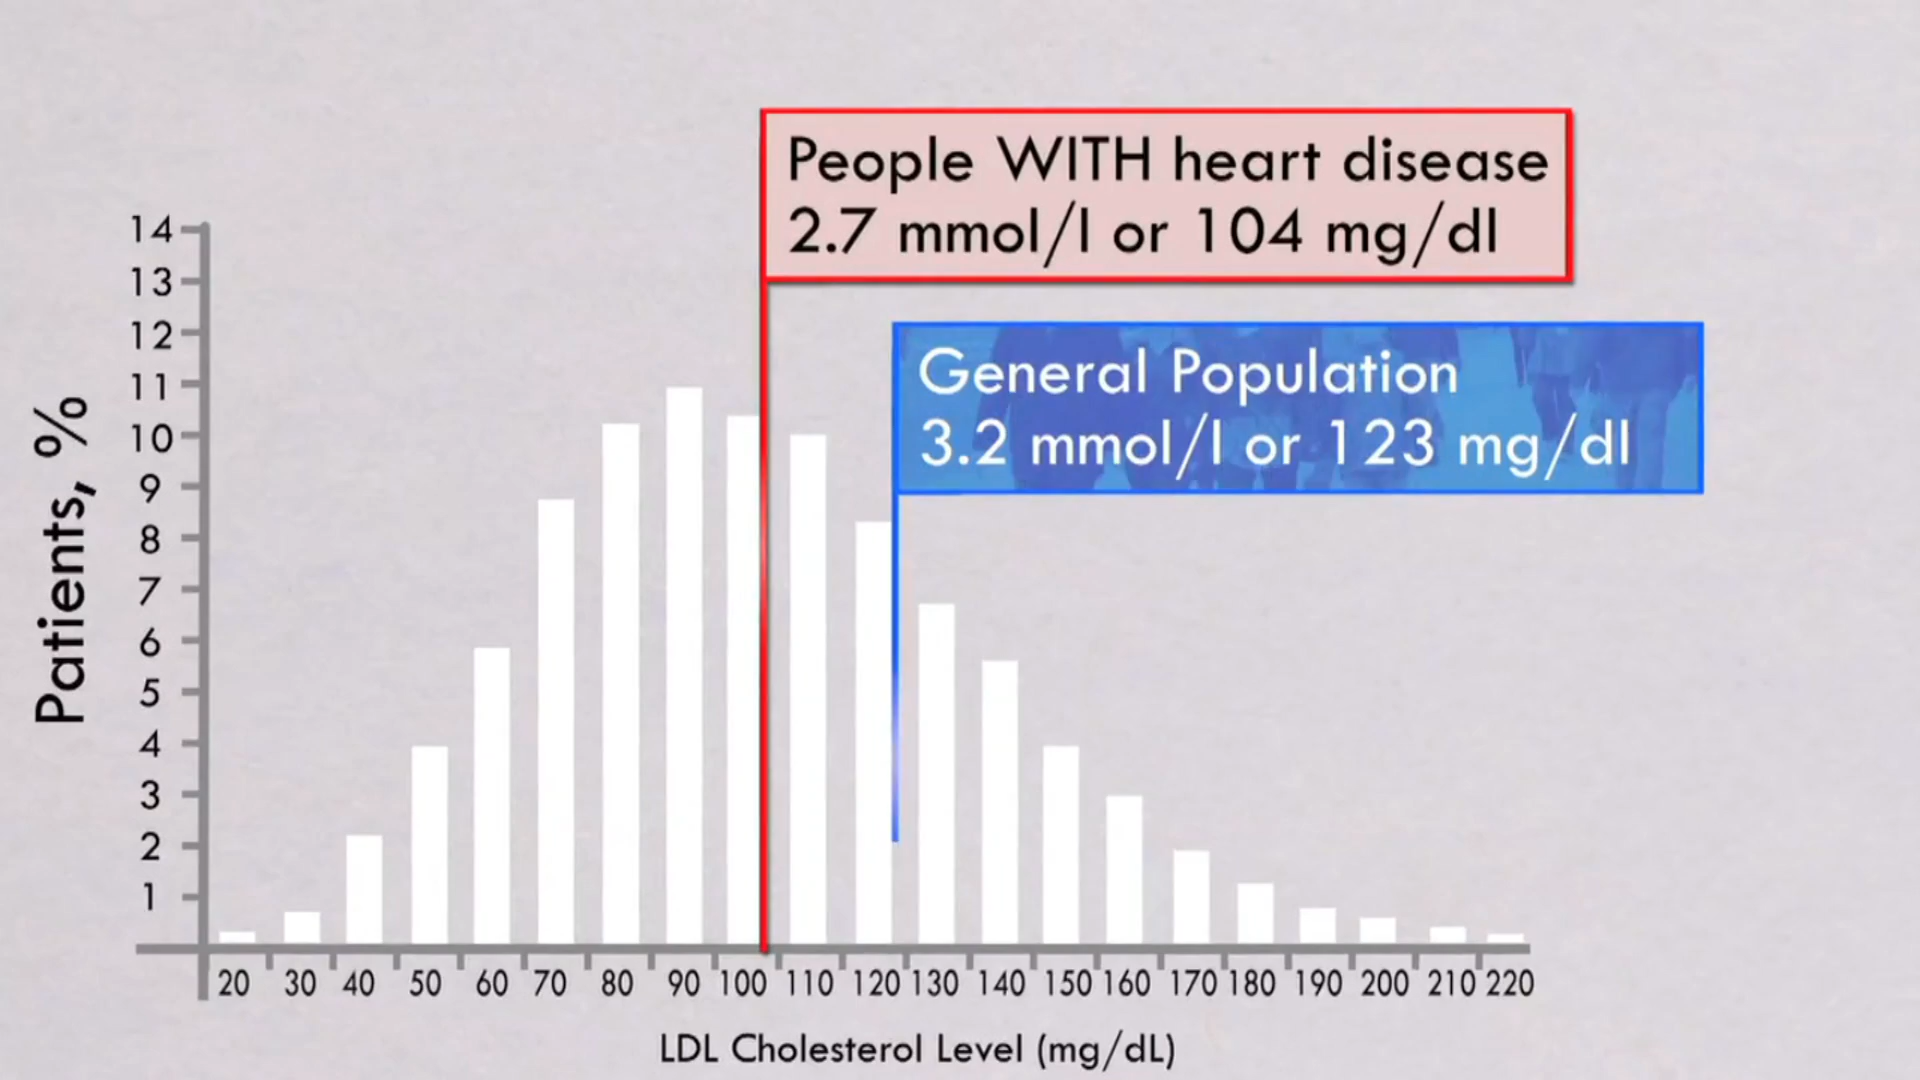 People WITH heart disease
2.7 mmol/l or 104 mg/dl
General Population
3.2 mmol/l or 123 mg/dl
Patients, %
14
13
12
11
10
9
8
7
6
5
4
3
2
1
20 30 40 50 60 70 80 90 100 110 120 130 140 150 160 170 180 190 200 210 220
LDL Cholesterol Level (mg/dL)